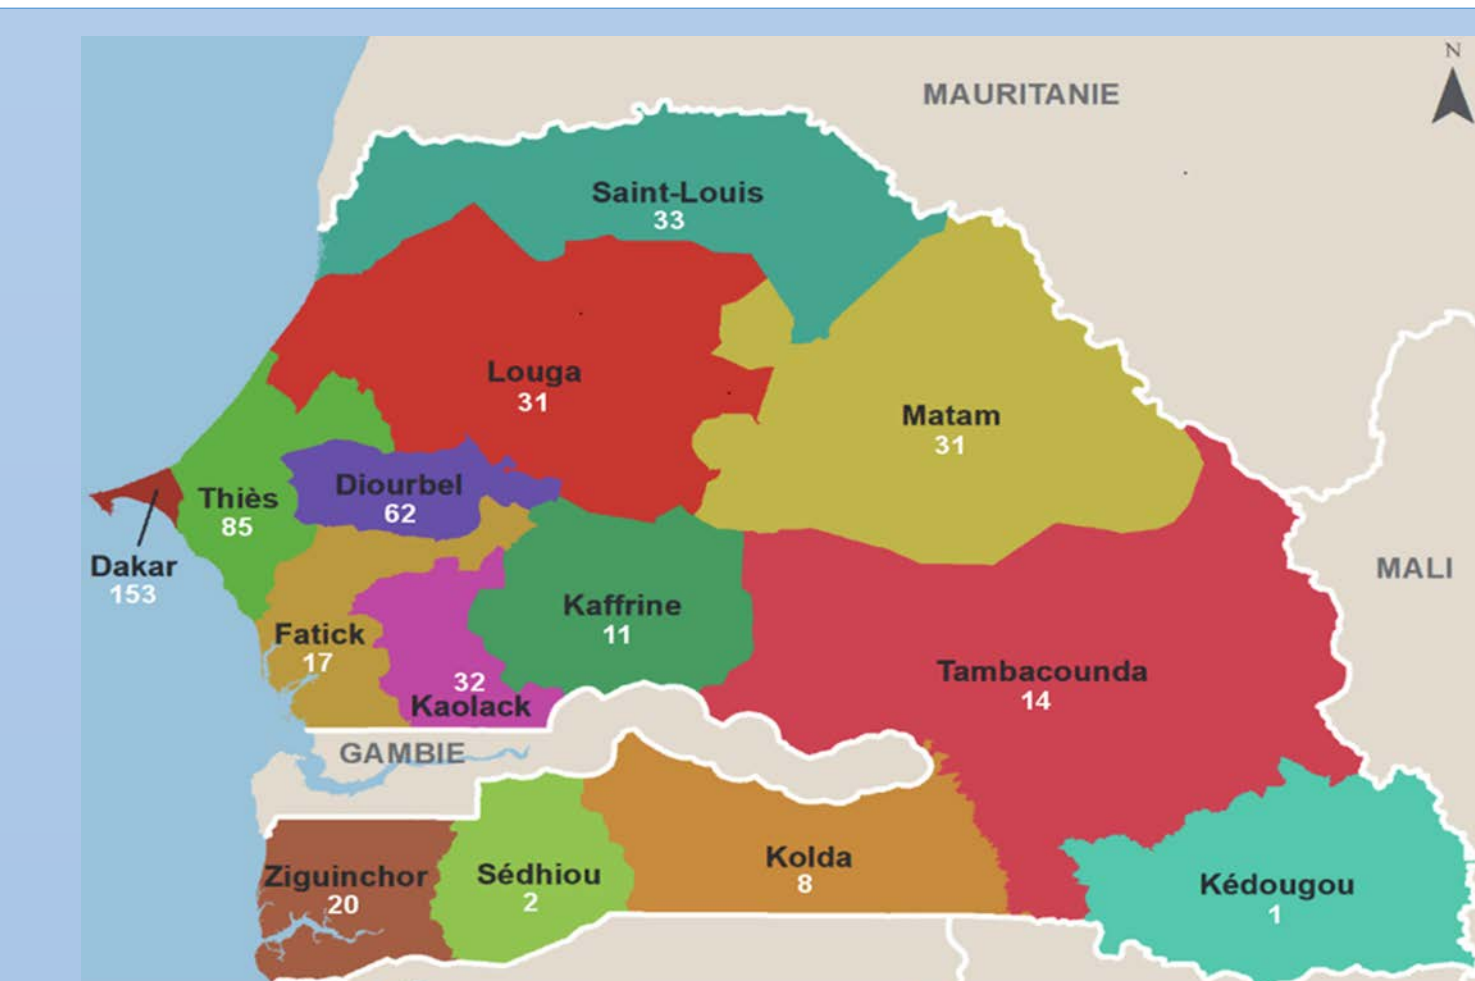 N
MAURITANIE
Saint-Louis
33
Louga
31
Matam
31
Diourbel
62
Thiès
85
Dakar
153
MALI
Kaffrine
11
Fatick
17
32
Kaolack
Tambacounda
14
GAMBIE
Kolda
8
Ziguinchor
20
Sédhiou
2
Kédougou
1